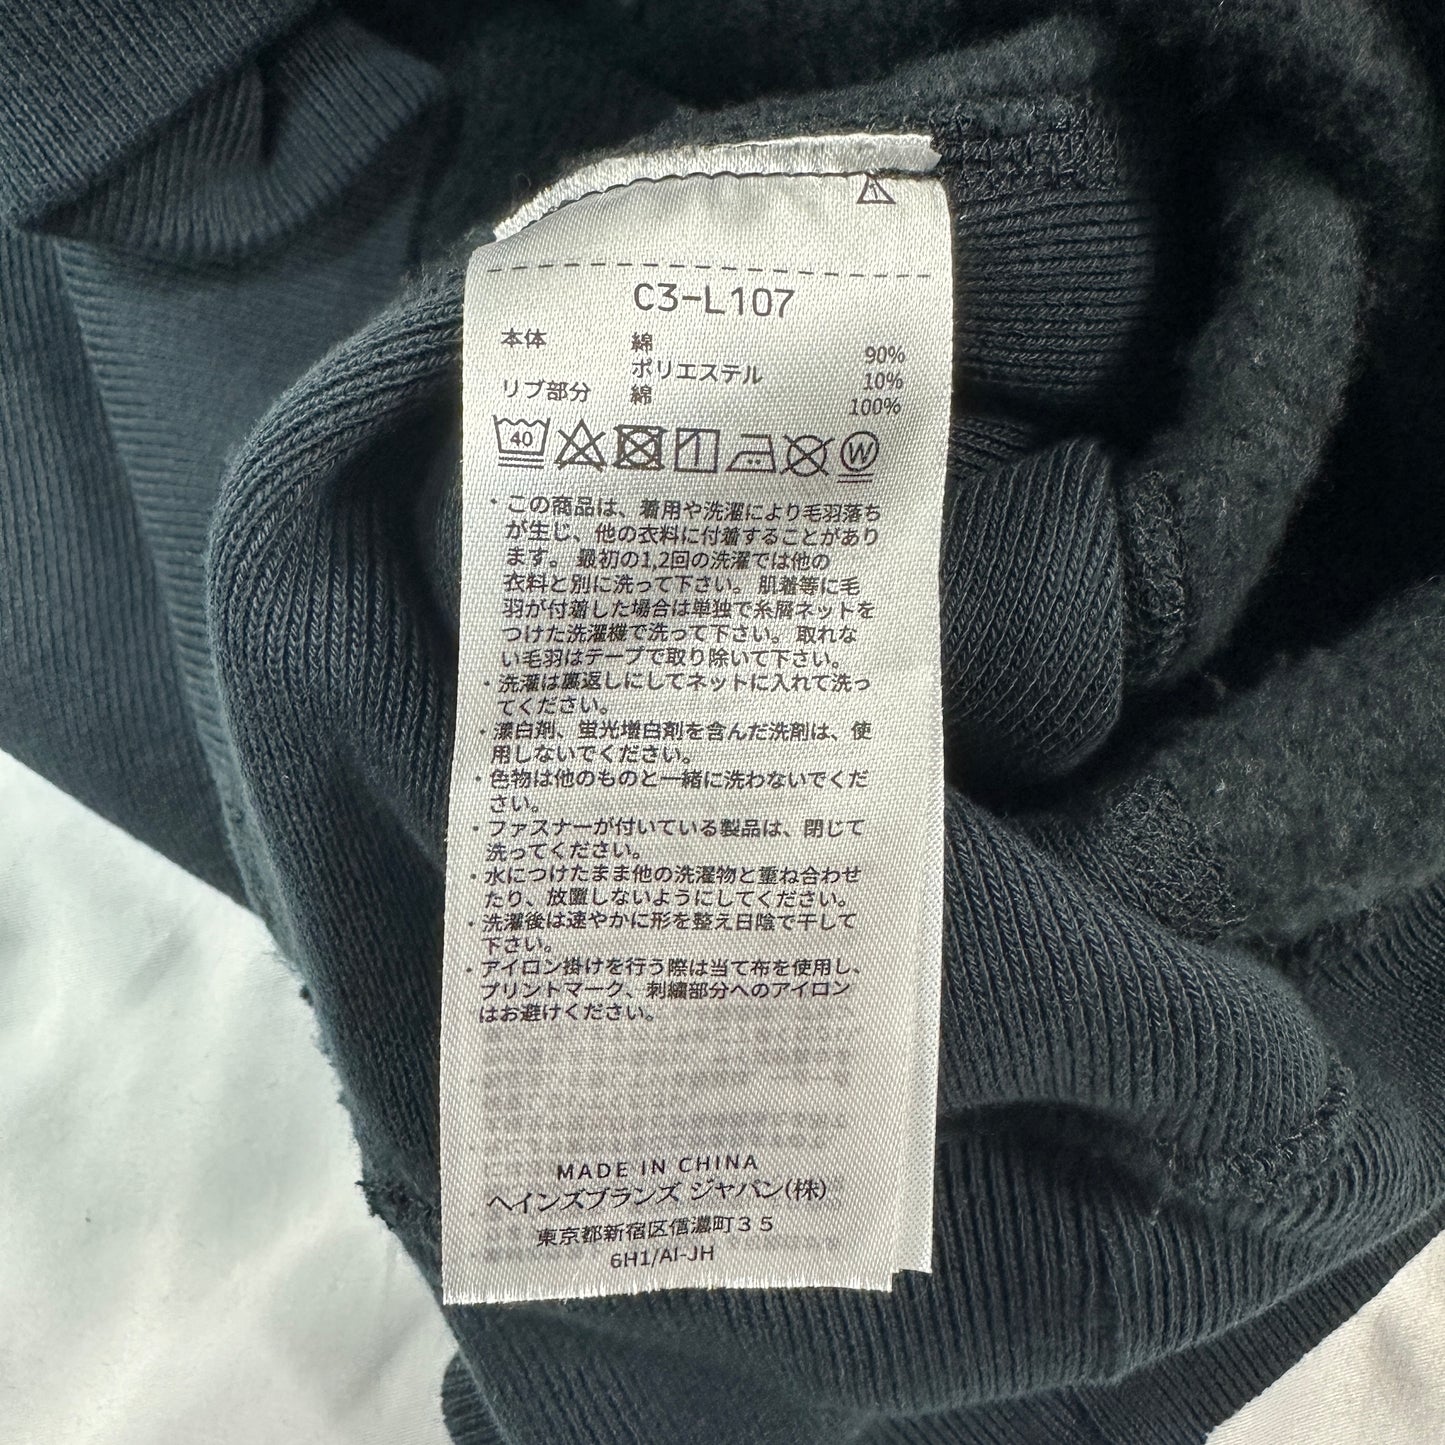 C3-L107
本体 綿 90%
ポリエステル 10%
リブ部分 綿 100%
40 W
・この商品は、着用や洗濯により毛羽落ち
が生じ、他の衣料に付着することがあり
ます。最初の1,2回の洗濯では他の
衣料と別に洗って下さい。肌着等に毛
羽が付着した場合は単独で糸屑ネットを
つけた洗濯機で洗って下さい。取れな
い毛羽はテープで取り除いて下さい。
・洗濯は裏返しにしてネットに入れて洗っ
てください。
・漂白剤、蛍光増白剤を含んだ洗剤は、使
用しないでください。
・色物は他のものと一緒に洗わないでくだ
さい。
・ファスナーが付いている製品は、閉じて
洗ってください。
・水につけたまま他の洗濯物と重ね合わせ
たり、放置しないようにしてください。
・洗濯後は速やかに形を整え日陰で干して
下さい。
・アイロン掛けを行う際は当て布を使用し、
プリントマーク、刺繍部分へのアイロン
はお避けください。
MADE IN CHINA
ヘインズブランズ ジャパン(株)
東京都新宿区信濃町35
6H1/AI-JH